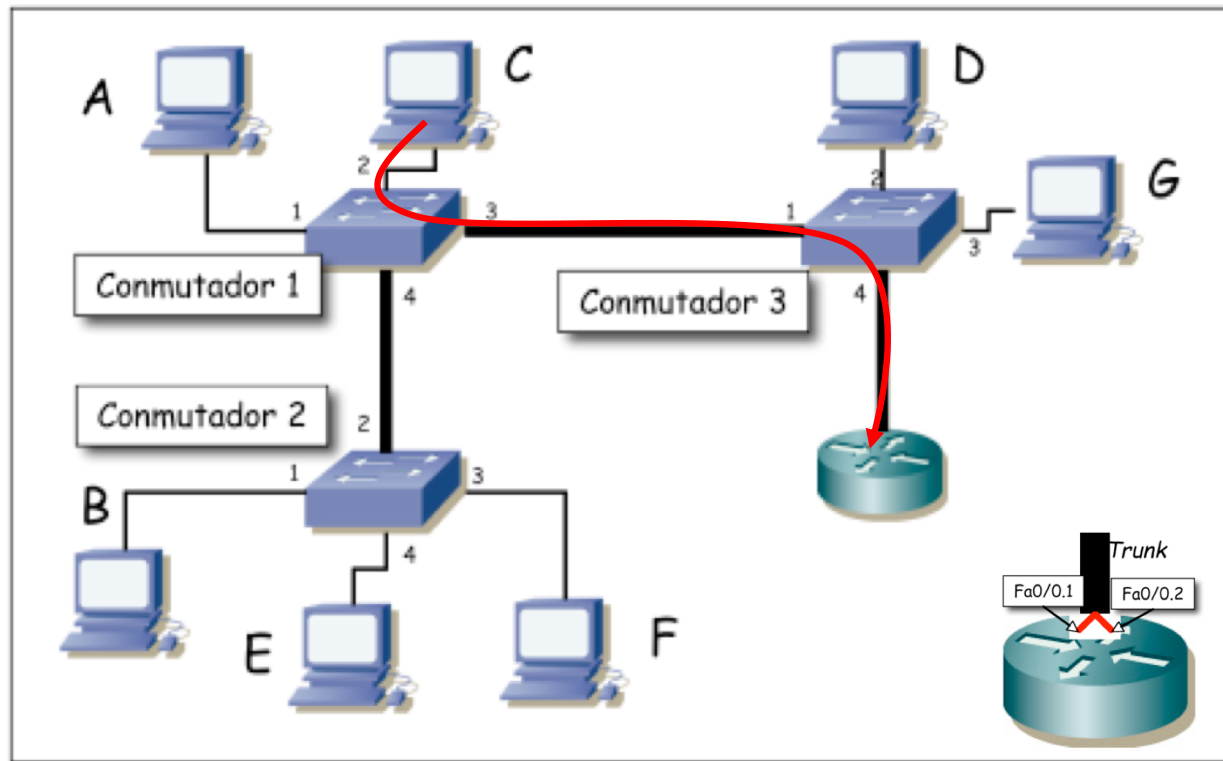 A
C
D
G
2
2
1
3
1
3
Conmutador 1
4
4
Conmutador 3
Conmutador 2
2
1
3
B
4
E
F
Trunk
Fa0/0.1
Fa0/0.2